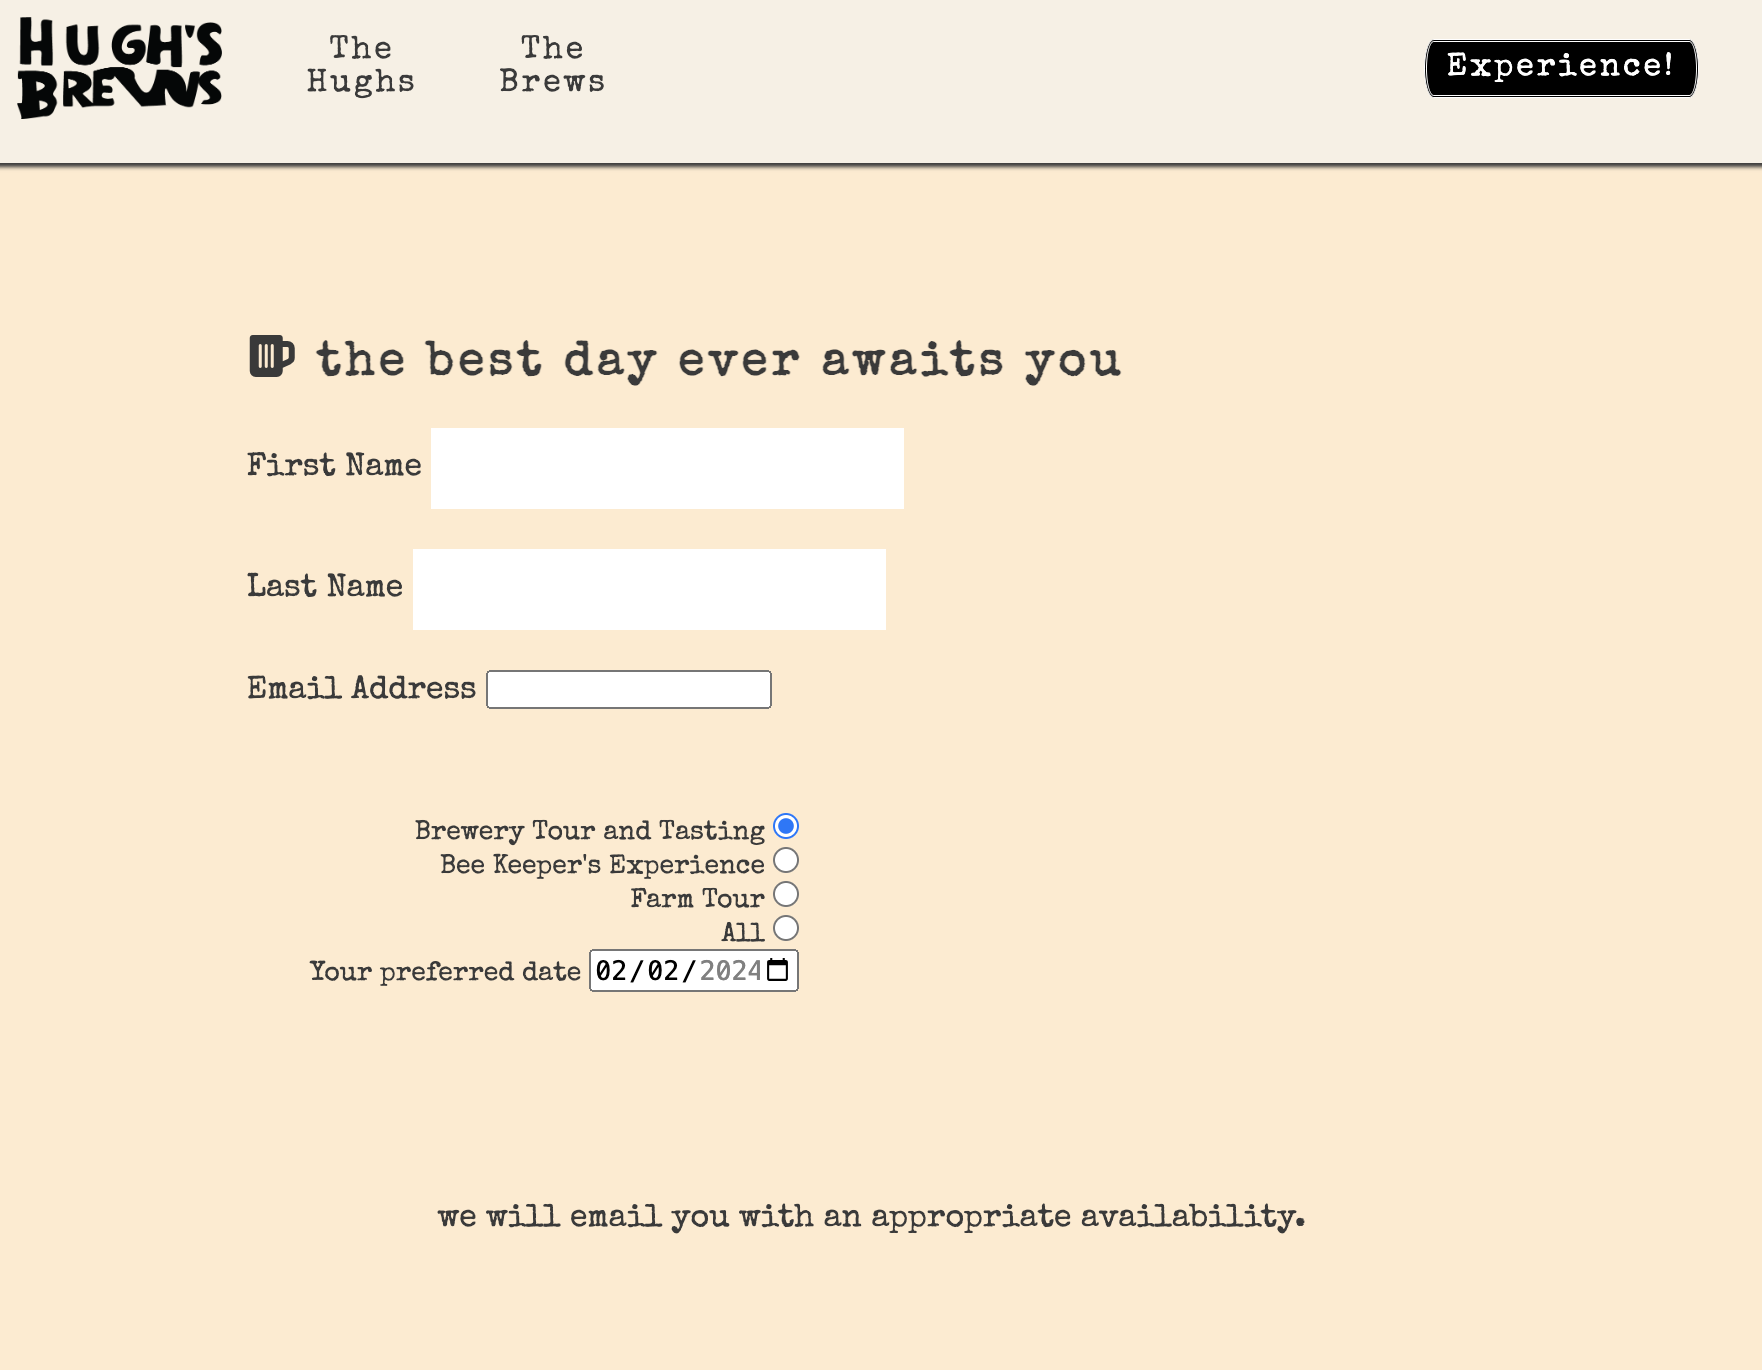 HUGH'S
BREWS
The
Hughs
The
Brews
Experience!
the best day ever awaits you
First Name
Last Name
Email Address
Brewery Tour and Tasting
Bee Keeper's Experience
Farm Tour
All
Your preferred date 02/02/2024
we will email you with an appropriate availability.